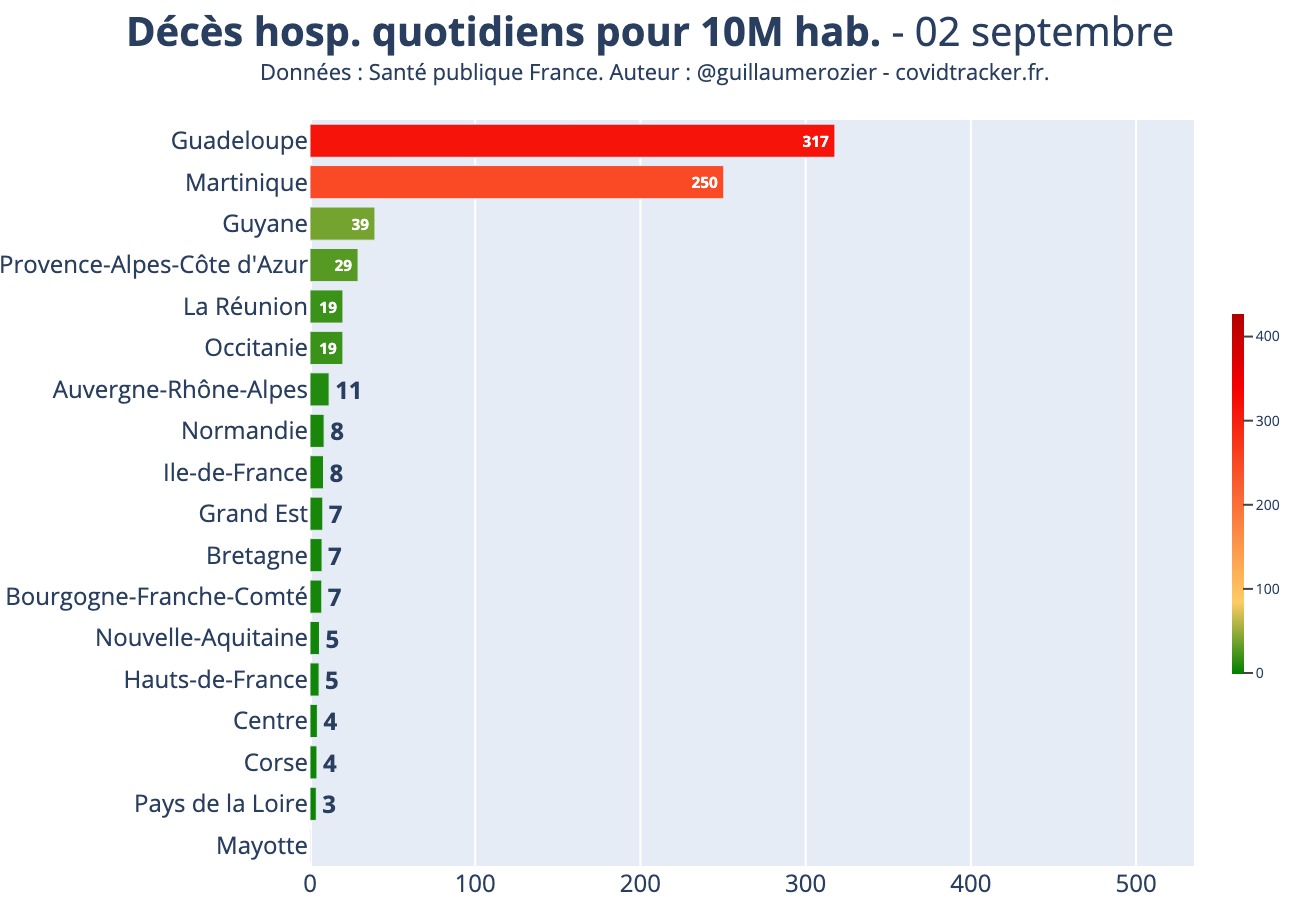 Décès hosp. quotidiens pour 10M hab. - 02 septembre
Données : Santé publique France. Auteur : @guillaumerozier - covidtracker.fr.
Guadeloupe 317
Martinique 250
Guyane 39
Provence-Alpes-Côte d'Azur 29
La Réunion 19
Occitanie 19
Auvergne-Rhône-Alpes 11
Normandie 8
Ile-de-France 8
Grand Est 7
Bretagne 7
Bourgogne-Franche-Comté 7
Nouvelle-Aquitaine 5
Hauts-de-France 5
Centre 4
Corse 4
Pays de la Loire 3
Mayotte
0 100 200 300 400 500
400
300
200
100
0